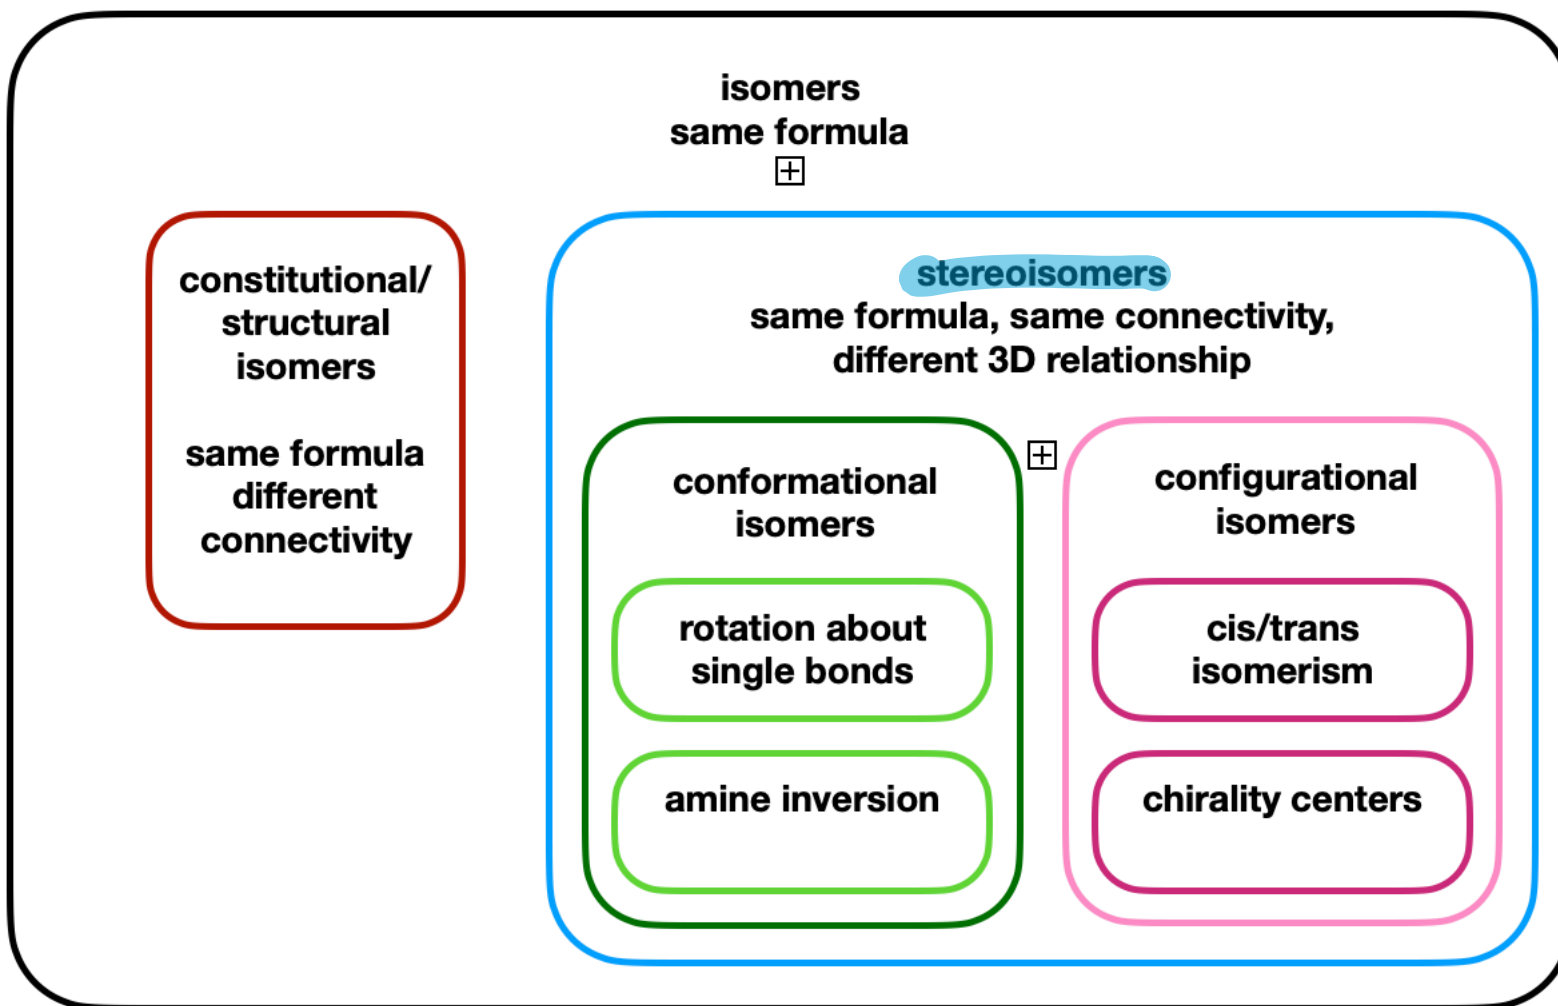 isomers
same formula
constitutional/
structural
isomers
same formula
different
connectivity
stereoisomers
same formula, same connectivity,
different 3D relationship
conformational
isomers
rotation about
single bonds
amine inversion
configurational
isomers
cis/trans
isomerism
chirality centers